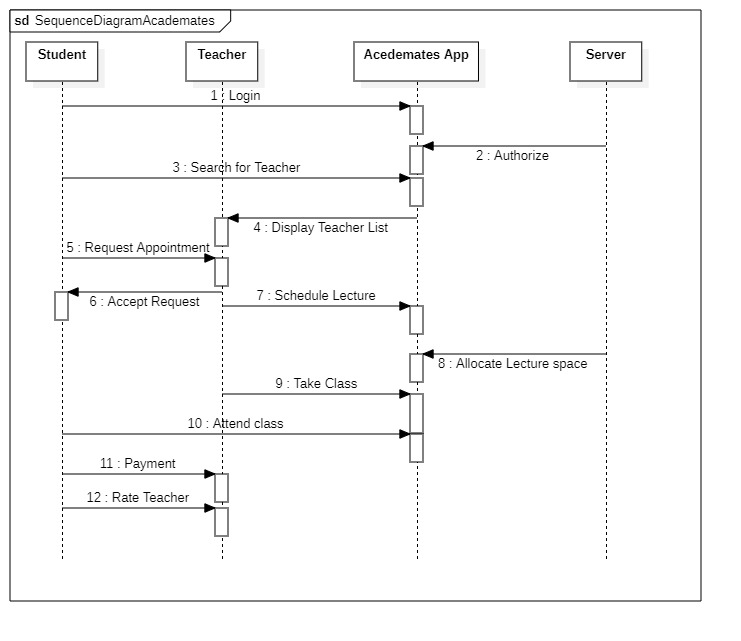 sd SequenceDiagramAcademates
Student
Teacher
Acedemates App
Server
1 : Login
2 : Authorize
3 : Search for Teacher
4 : Display Teacher List
5 : Request Appointment
6 : Accept Request
7 : Schedule Lecture
8 : Allocate Lecture space
9 : Take Class
10 : Attend class
11 : Payment
12 : Rate Teacher